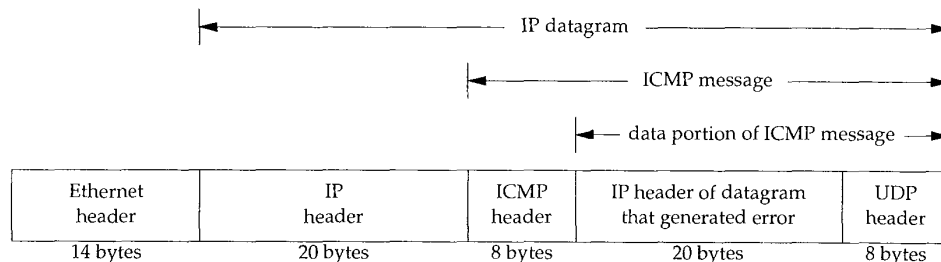 IP datagram
ICMP message
data portion of ICMP message
Ethernet
header
IP
header
ICMP
header
IP header of datagram
that generated error
UDP
header
14 bytes
20 bytes
8 bytes
20 bytes
8 bytes